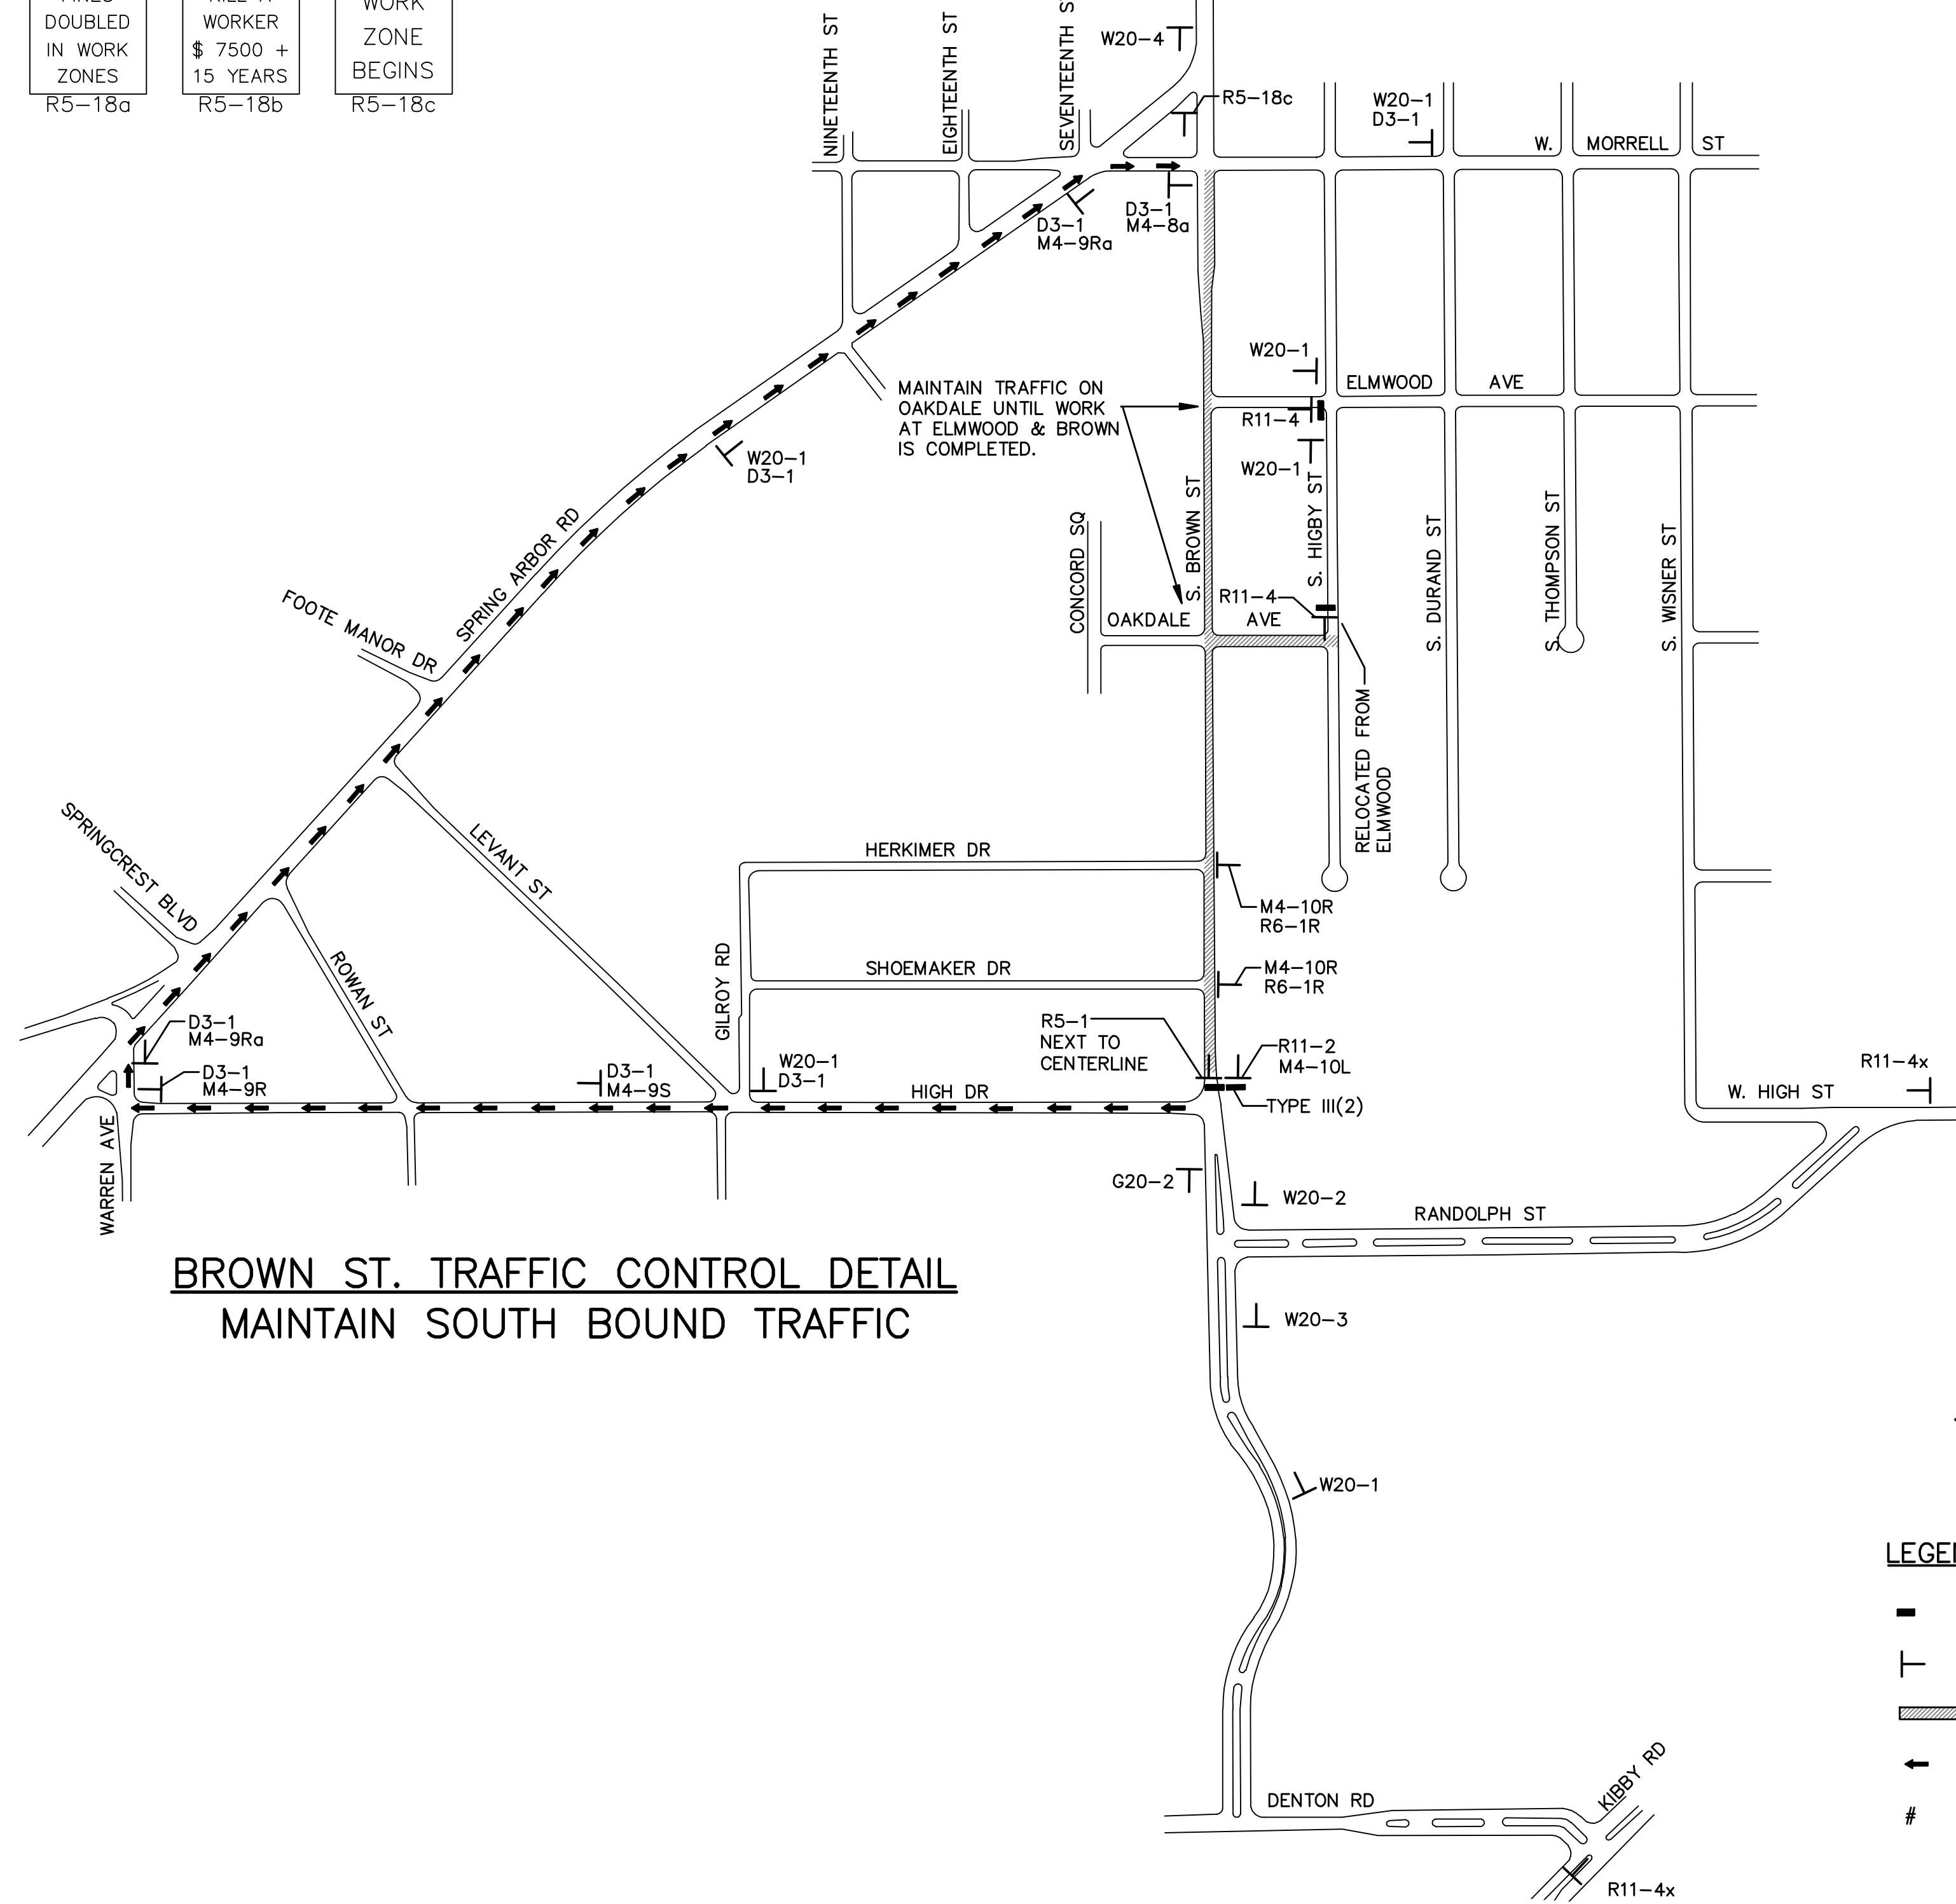 DOUBLED
IN WORK
ZONES
R5-18a
WORKER
$ 7500 +
15 YEARS
R5-18b
WORK
ZONE
BEGINS
R5-18c
NINETEENTH ST
EIGHTEENTH ST
SEVENTEENTH
W20-4
R5-18c
W20-1
D3-1
W. MORRELL ST
D3-1
M4-9Ra
D3-1
M4-8a
W20-1
ELMWOOD AVE
MAINTAIN TRAFFIC ON
OAKDALE UNTIL WORK
AT ELMWOOD & BROWN
IS COMPLETED.
R11-4
W20-1
W20-1
D3-1
SPRING ARBOR RD
FOOTE MANOR DR
CONCORD SQ
S. BROWN ST
S. HIGBY ST
S. DURAND ST
S. THOMPSON ST
S. WISNER ST
R11-4
OAKDALE AVE
RELOCATED FROM
ELMWOOD
SPRINGCREST BLVD
LEVANT ST
HERKIMER DR
M4-10R
R6-1R
ROWAN ST
GILROY RD
SHOEMAKER DR
M4-10R
R6-1R
D3-1
M4-9Ra
D3-1
M4-9R
D3-1
M4-9S
W20-1
D3-1
HIGH DR
R5-1
NEXT TO
CENTERLINE
R11-2
M4-10L
TYPE III(2)
R11-4x
W. HIGH ST
WARREN AVE
G20-2
W20-2
RANDOLPH ST
BROWN ST. TRAFFIC CONTROL DETAIL
MAINTAIN SOUTH BOUND TRAFFIC
W20-3
W20-1
#
DENTON RD
KIBBY RD
R11-4x